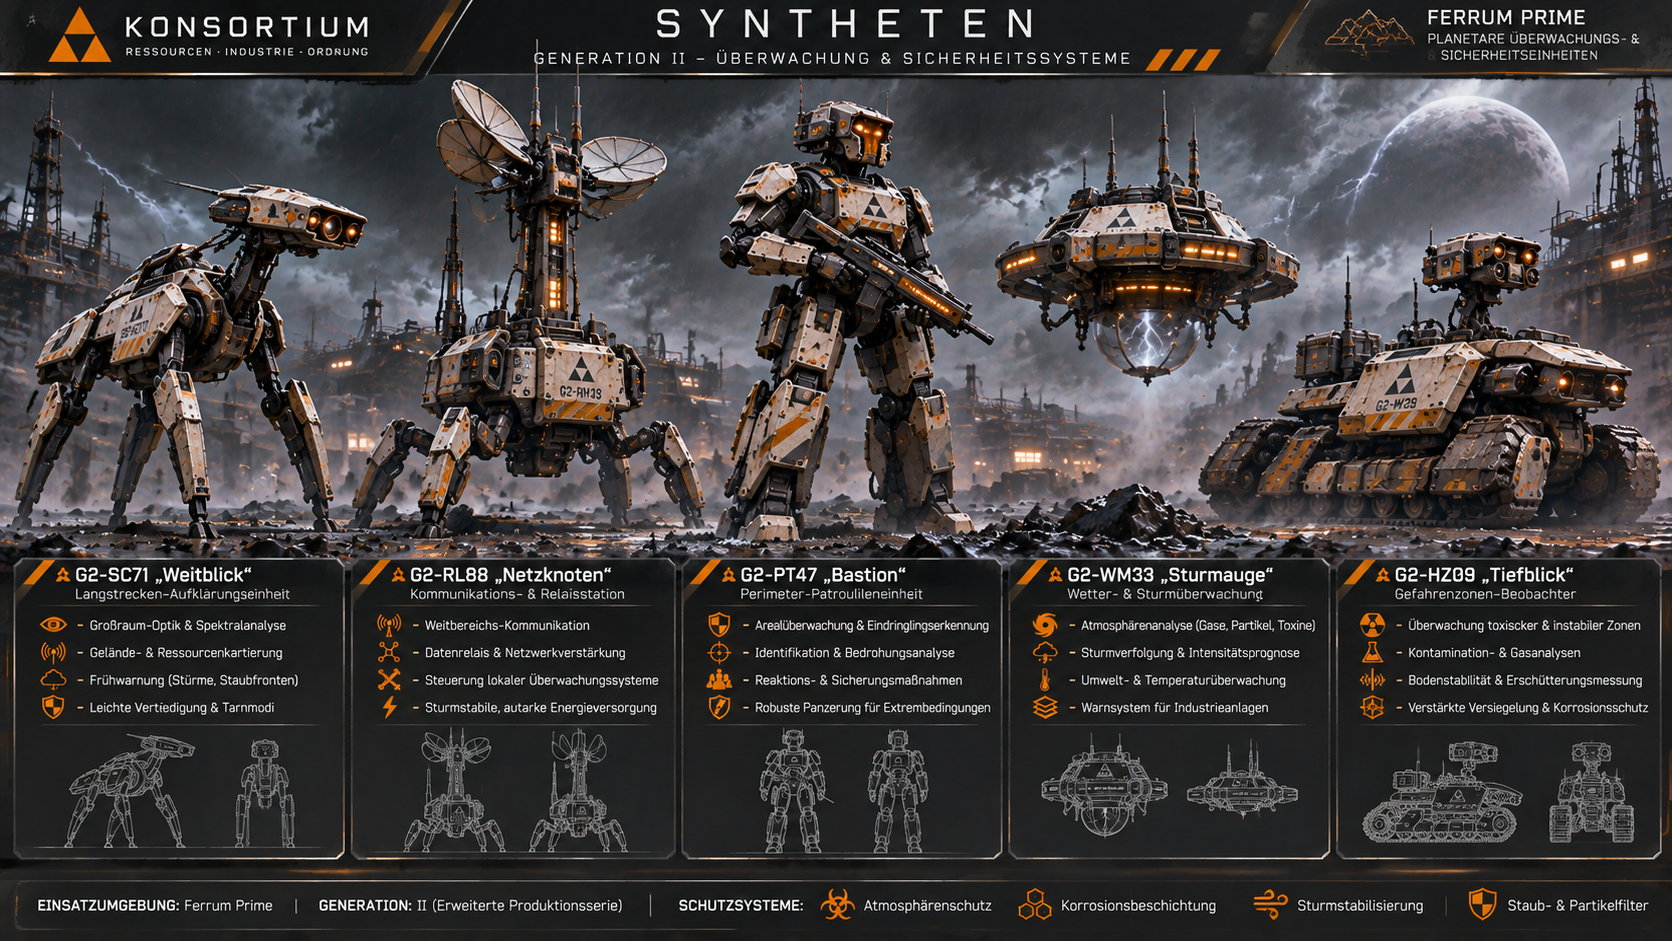 KONSORTIUM
RESSOURCEN · INDUSTRIE · ORDNUNG
SYNTHETEN
GENERATION II – ÜBERWACHUNG & SICHERHEITSSYSTEME
FERRUM PRIME
PLANETARE ÜBERWACHUNGS- &
SICHERHEITSEINHEITEN
G2-RH39
G2-W39
G2-SC71 „Weitblick“
Langstrecken-Aufklärungseinheit
- Großraum-Optik & Spektralanalyse
- Gelände- & Ressourcenkartierung
- Frühwarnung (Stürme, Staubfronten)
- Leichte Vertiedigung & Tarnmodi
G2-RL88 „Netzknoten“
Kommunikations- & Relaisstation
- Weitbereichs-Kommunikation
- Datenrelais & Netzwerkverstärkung
- Steuerung lokaler Überwachungssysteme
- Sturmstabile, autarke Energieversorgung
G2-PT47 „Bastion“
Perimeter-Patrouilleneinheit
- Arealüberwachung & Eindringlingserkennung
- Identifikation & Bedrohungsanalyse
- Reaktions- & Sicherungsmaßnahmen
- Robuste Panzerung für Extrembedingungen
G2-WM33 „Sturmauge“
Wetter- & Sturmüberwachung
- Atmosphärenanalyse (Gase, Partikel, Toxine)
- Sturmverfolgung & Intensitätsprognose
- Umwelt- & Temperaturüberwachung
- Warnsystem für Industrieanlagen
G2-HZ09 „Tiefblick“
Gefahrenzonen-Beobachter
- Überwachung toxiscker & instabiler Zonen
- Kontamination- & Gasanalysen
- Bodenstabilität & Erschütterungsmessung
- Verstärkte Versiegelung & Korrosionsschutz
EINSATZUMGEBUNG: Ferrum Prime | GENERATION: II (Erweiterte Produktionsserie) | SCHUTZSYSTEME: Atmosphärenschutz Korrosionsbeschichtung Sturmstabilisierung | Staub- & Partikelfilter